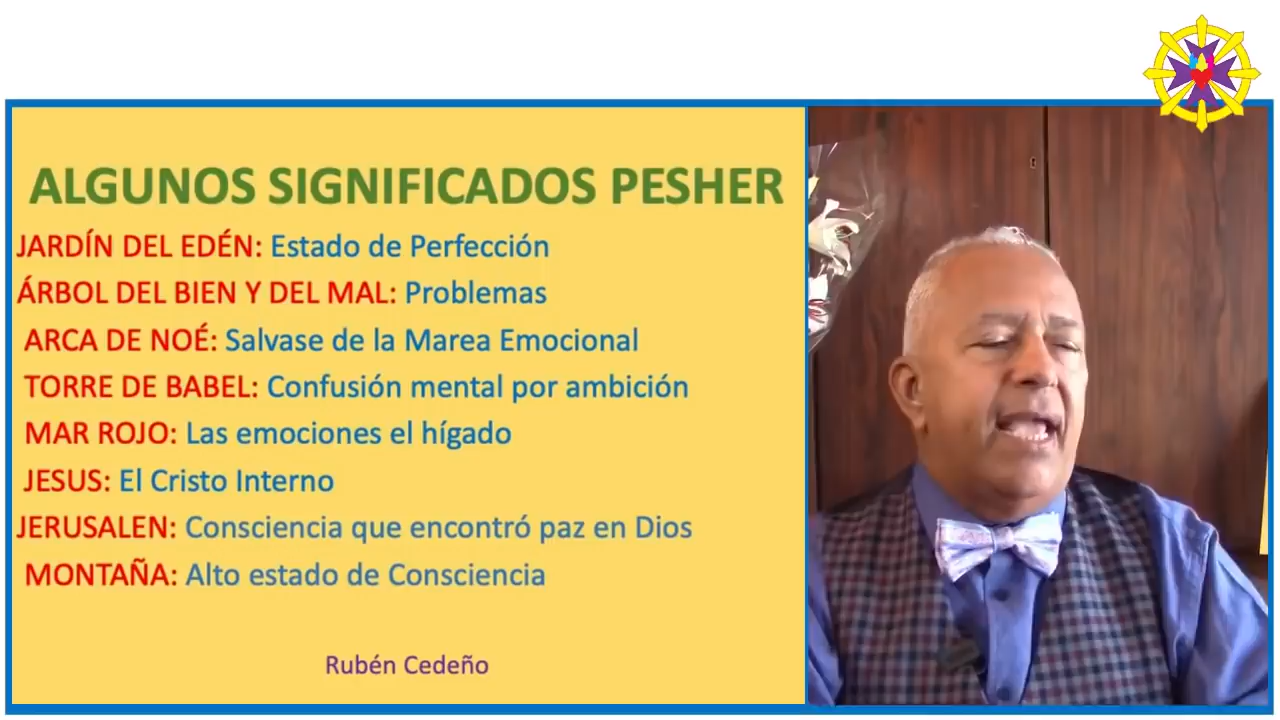 ALGUNOS SIGNIFICADOS PESHER
JARDÍN DEL EDÉN: Estado de Perfección
ÁRBOL DEL BIEN Y DEL MAL: Problemas
ARCA DE NOÉ: Salvase de la Marea Emocional
TORRE DE BABEL: Confusión mental por ambición
MAR ROJO: Las emociones el hígado
JESUS: El Cristo Interno
JERUSALEN: Consciencia que encontró paz en Dios
MONTAÑA: Alto estado de Consciencia
Rubén Cedeño